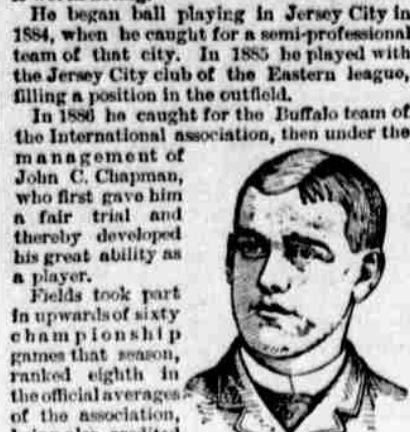 He began ball playing in Jersey City in
1884, when he caught for a semi-professional
team of that city. In 1885 he played with
the Jersey City club of the Eastern league,
filling a position in the outfield.
In 1886 he caught for the Buffalo team of
the International association, then under the
management of
John C. Chapman,
who first gave him
a fair trial and
thereby developed
his great ability as
a player.
Fields took part
in upwards of sixty
championship
games that season,
ranked eighth in
the official averages
of the association,